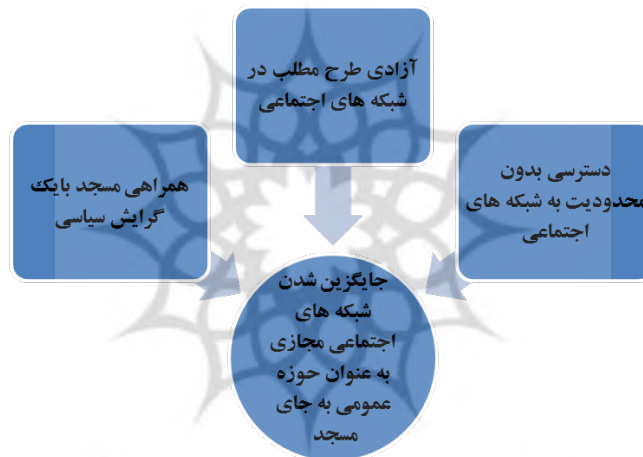 آزادی طرح مطلب در
شبکه های اجتماعی
دسترسی بدون
محدودیت به شبکه های
اجتماعی
همراهی مسجد بایک
گرایش سیاسی
جایگزین شدن
شبکه های
اجتماعی مجازی
به عنوان حوزه
عمومی به جای
مسجد